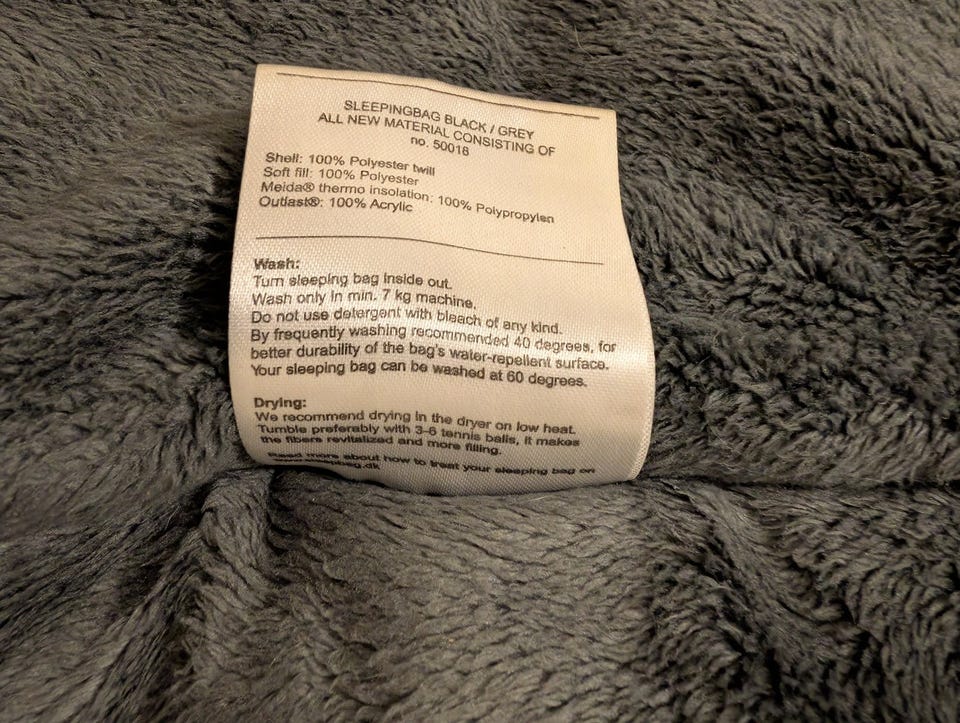 SLEEPINGBAG BLACK / GREY
ALL NEW MATERIAL CONSISTING OF
no. 50018
Shell: 100% Polyester twill
Soft fill: 100% Polyester
Meida® thermo insolation: 100% Polypropylen
Outlast®: 100% Acrylic
Wash:
Turn sleeping bag inside out.
Wash only in min. 7 kg machine.
Do not use detergent with bleach of any kind.
By frequently washing recommended 40 degrees, for
better durability of the bag's water-repellent surface.
Your sleeping bag can be washed at 60 degrees.
Drying:
We recommend drying in the dryer on low heat.
Tumble preferably with 3-6 tennis balls, it makes
the fibers revitalized and more filling.
Read more about how to treat your sleeping bag on